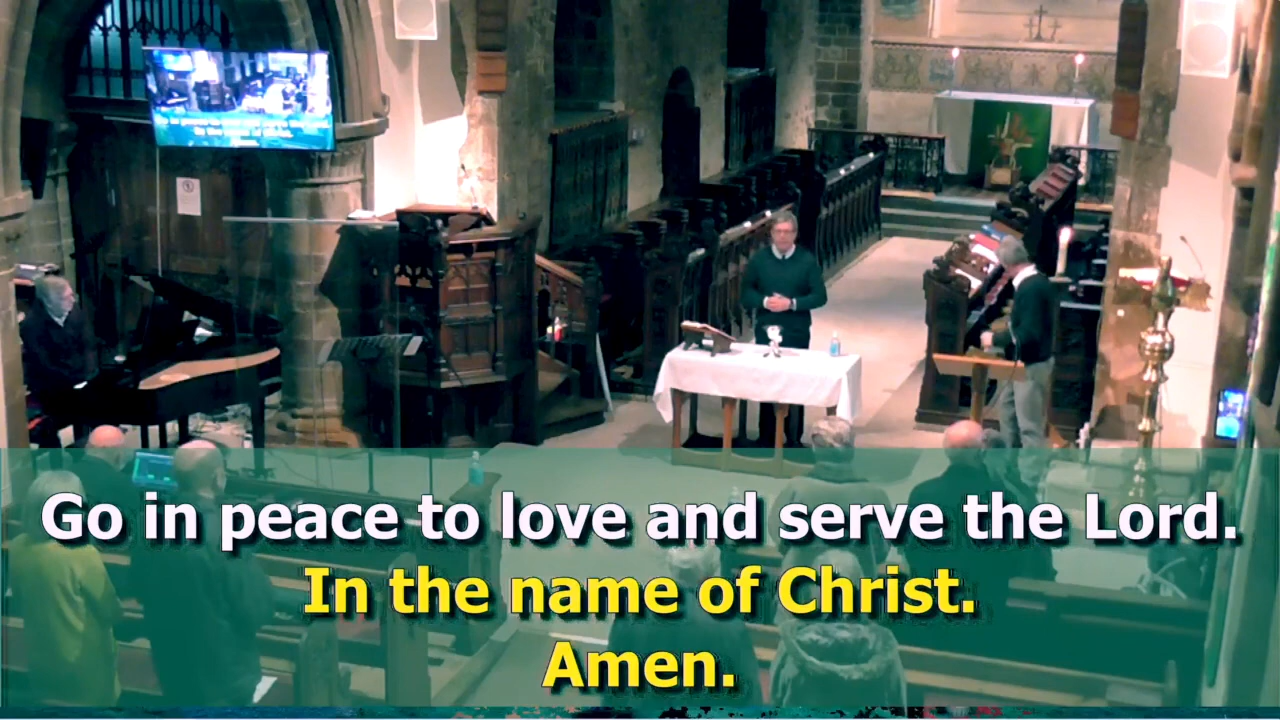 Go in peace to love and serve the Lord.
In the name of Christ.
Amen.